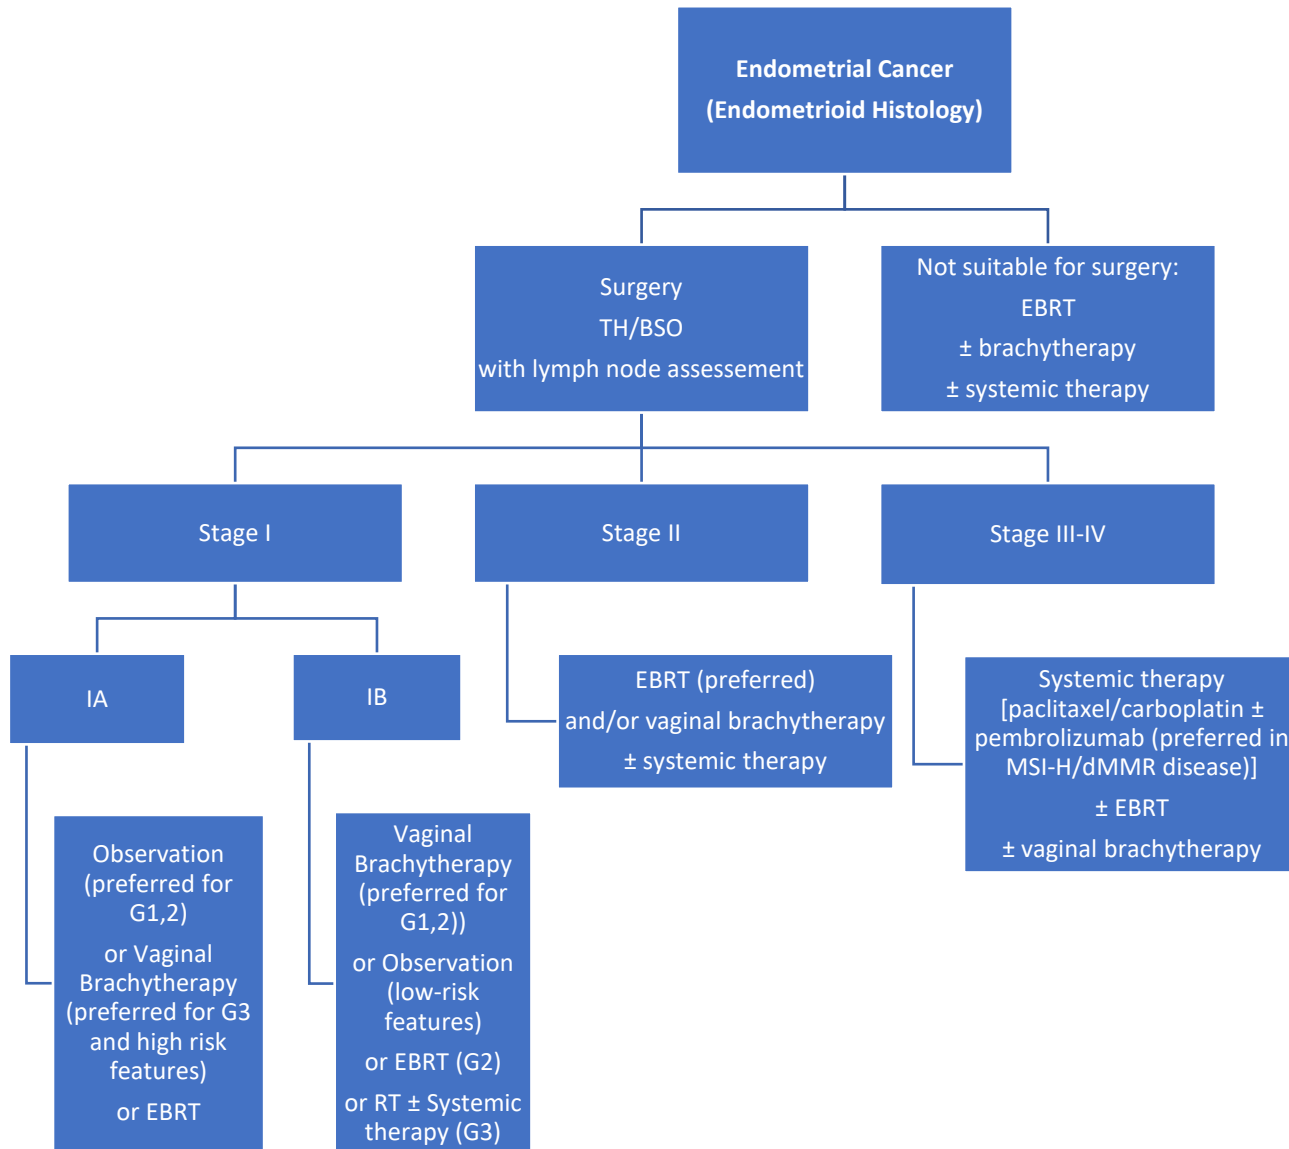 Endometrial Cancer
(Endometrioid Histology)
Surgery
TH/BSO
with lymph node assessement
Not suitable for surgery:
EBRT
± brachytherapy
± systemic therapy
Stage I
Stage II
Stage III-IV
IA
IB
EBRT (preferred)
and/or vaginal brachytherapy
± systemic therapy
Systemic therapy
[paclitaxel/carboplatin ±
pembrolizumab (preferred in
MSI-H/dMMR disease)]
± EBRT
± vaginal brachytherapy
Observation
(preferred for
G1,2)
or Vaginal
Brachytherapy
(preferred for G3
and high risk
features)
or EBRT
Vaginal
Brachytherapy
(preferred for
G1,2))
or Observation
(low-risk
features)
or EBRT (G2)
or RT ± Systemic
therapy (G3)